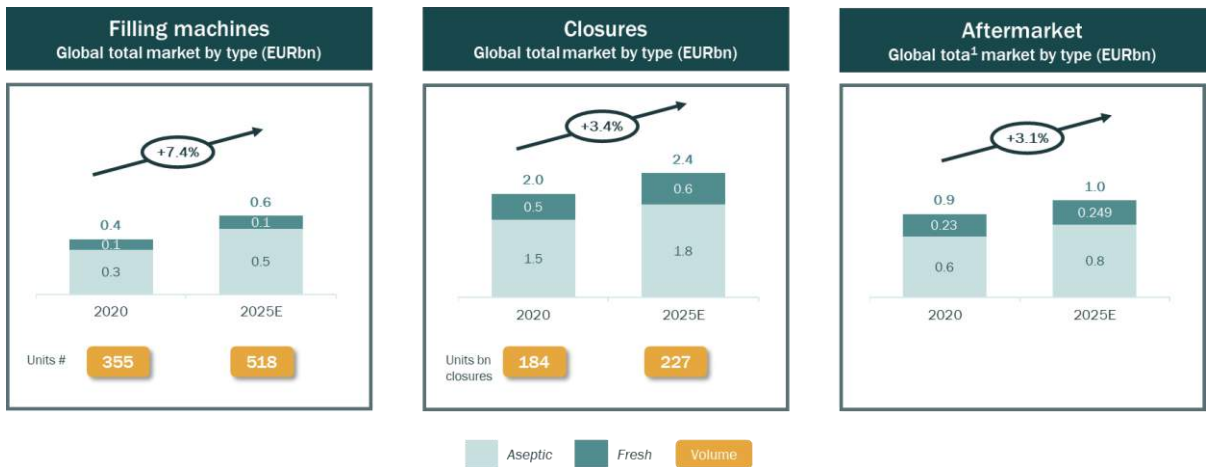 Filling machines
Global total market by type (EURbn)
+7.4%
0.4
0.1
0.3
0.6
0.1
0.5
2020
2025E
Units #
355
518
Closures
Global total market by type (EURbn)
+3.4%
2.0
0.5
1.5
2.4
0.6
1.8
2020
2025E
Units bn
closures
184
227
Aftermarket
Global tota¹ market by type (EURbn)
+3.1%
0.9
0.23
0.6
1.0
0.249
0.8
2020
2025E
Aseptic
Fresh
Volume